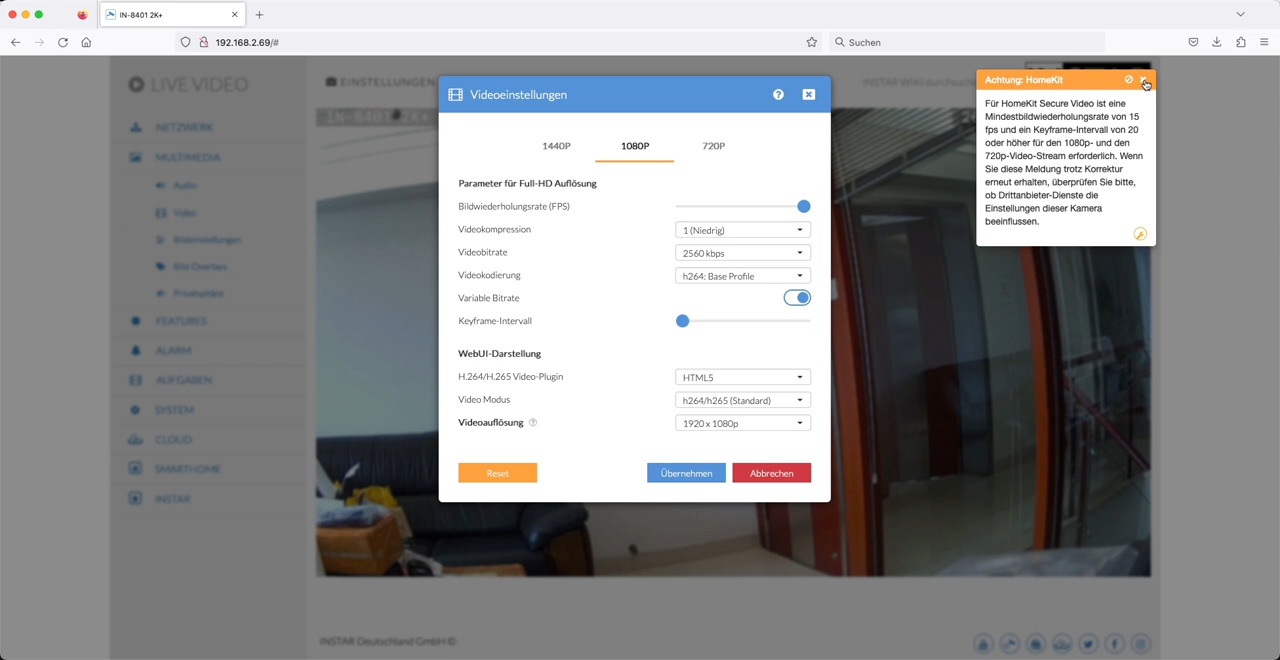 IN-8401 2K+
192.168.2.69/#
Suchen
LIVE VIDEO
EINSTELLUNGEN
INSTAR Wiki durchsuche
NETZWERK
MULTIMEDIA
Audio
Video
Bildeinstellungen
Bild Overlays
Privatsphäre
FEATURES
ALARM
AUFGABEN
SYSTEM
CLOUD
SMARTHOME
INSTAR
IN-8401 2K+
Videoeinstellungen
1440P
1080P
720P
Parameter für Full-HD Auflösung
Bildwiederholungsrate (FPS)
Videokompression
1 (Niedrig)
Videobitrate
2560 kbps
Videokodierung
h264: Base Profile
Variable Bitrate
Keyframe-Intervall
WebUI-Darstellung
H.264/H.265 Video-Plugin
HTML5
Video Modus
h264/h265 (Standard)
Videoauflösung
1920 x 1080p
Reset
Übernehmen
Abbrechen
Achtung: HomeKit
Für HomeKit Secure Video ist eine
Mindestbildwiederholungsrate von 15
fps und ein Keyframe-Intervall von 20
oder höher für den 1080p- und den
720p-Video-Stream erforderlich. Wenn
Sie diese Meldung trotz Korrektur
erneut erhalten, überprüfen Sie bitte,
ob Drittanbieter-Dienste die
Einstellungen dieser Kamera
beeinflussen.
INSTAR Deutschland GmbH ©